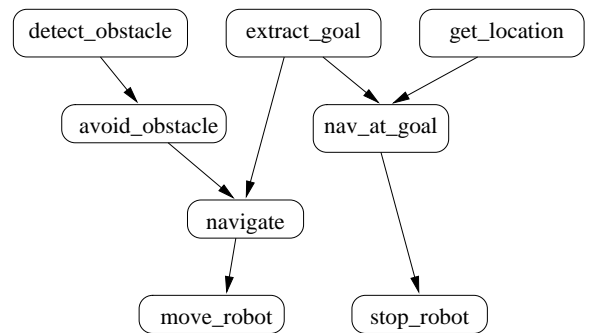 detect_obstacle
extract_goal
get_location
avoid_obstacle
nav_at_goal
navigate
move_robot
stop_robot